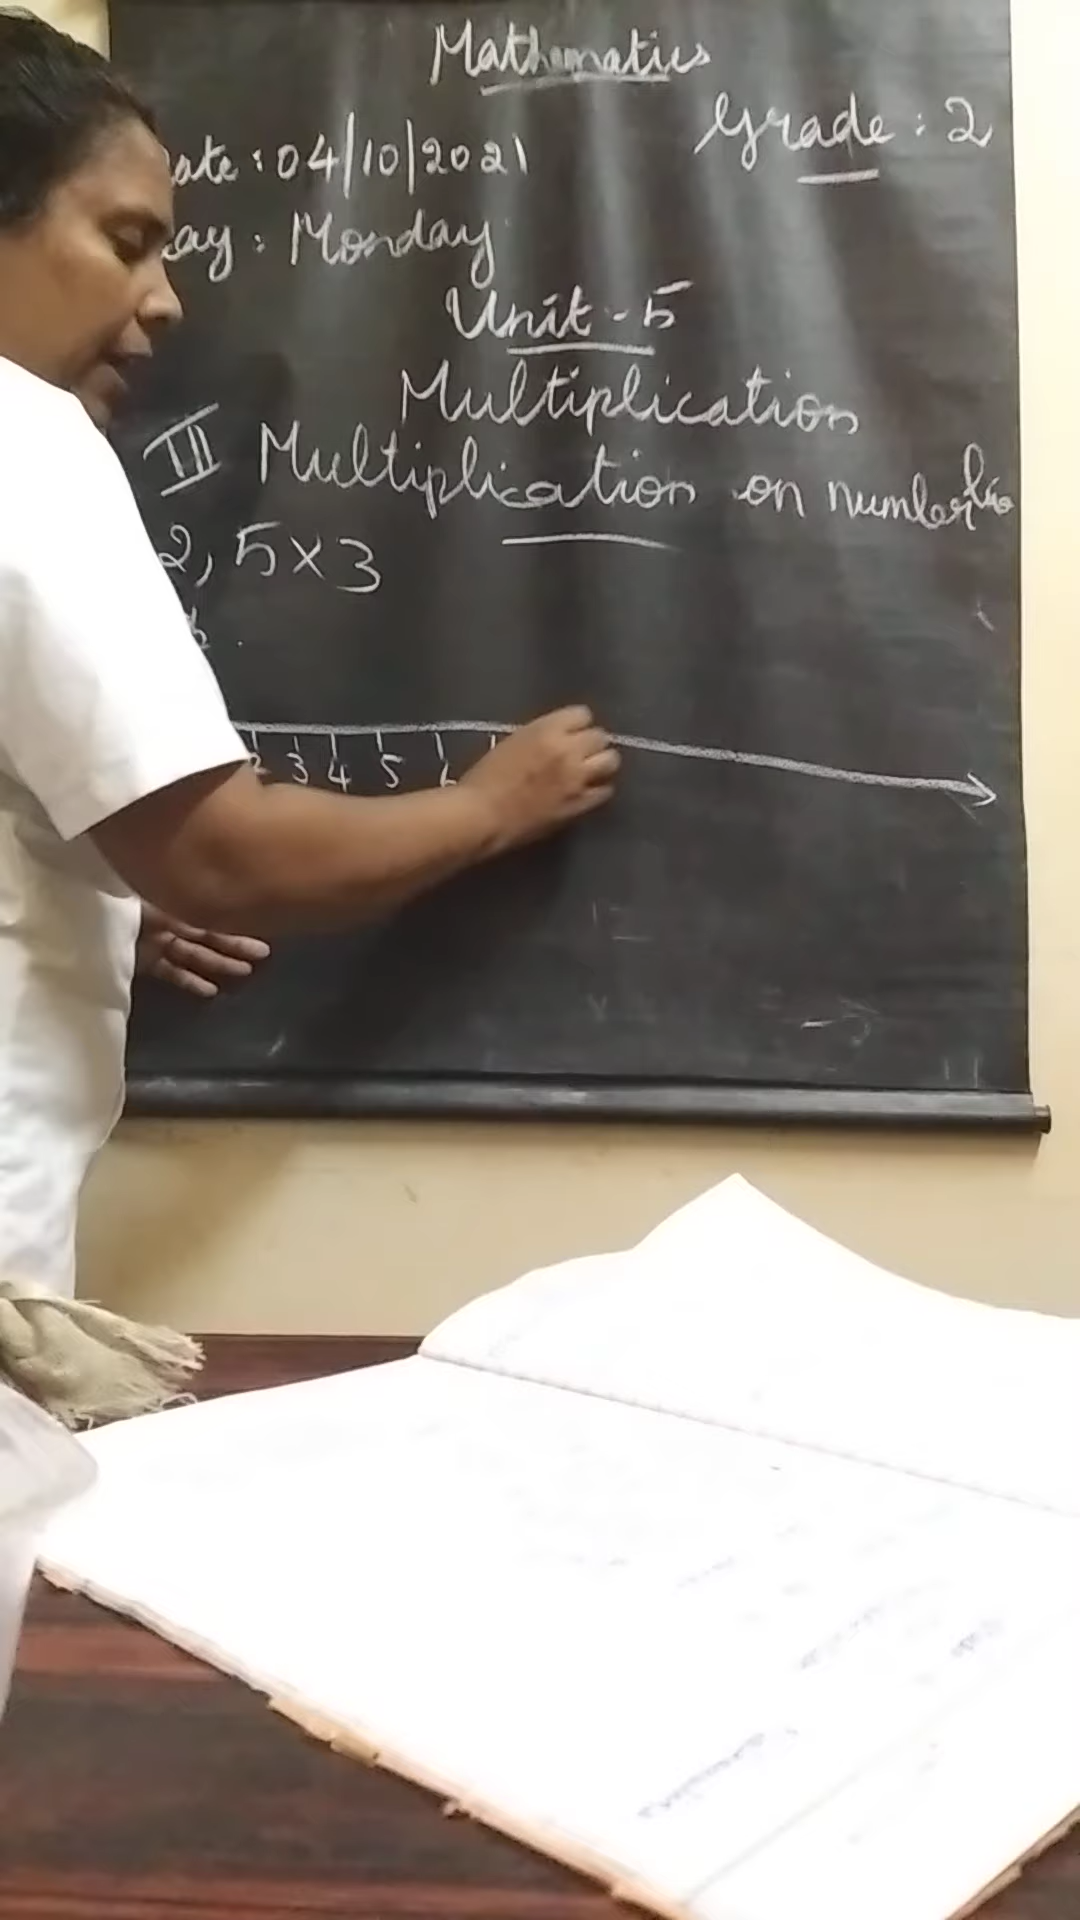 Mathematics
Grade : 2
ate : 04/10/2021
ay : Monday
Unit - 5
Multiplication
III Multiplication on number
2, 5×3
2 3 4 5 6